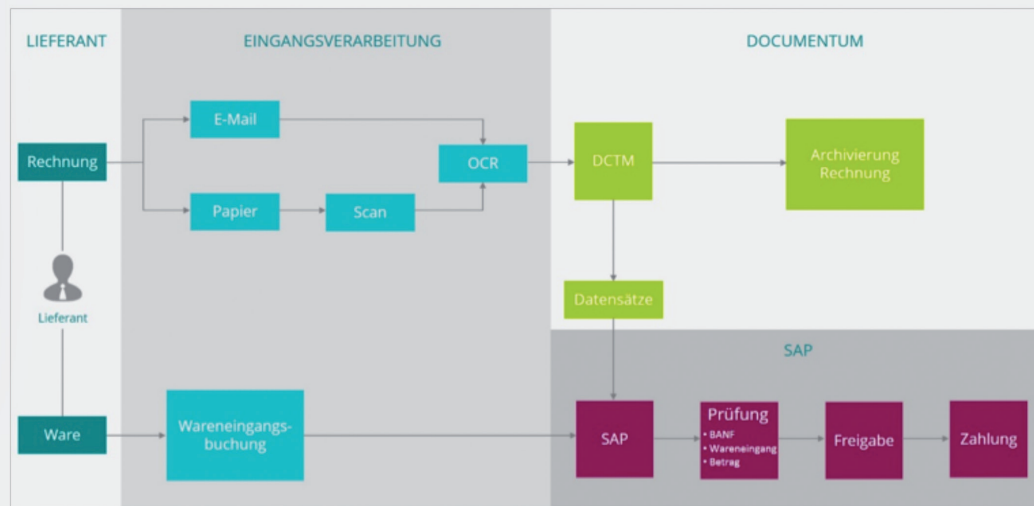 LIEFERANT
EINGANGSVERARBEITUNG
DOCUMENTUM
E-Mail
Rechnung
OCR
DCTM
Archivierung
Rechnung
Papier
Scan
Lieferant
Datensätze
SAP
Ware
Wareneingangs-
buchung
SAP
Prüfung
• BANF
• Wareneingang
• Betrag
Freigabe
Zahlung